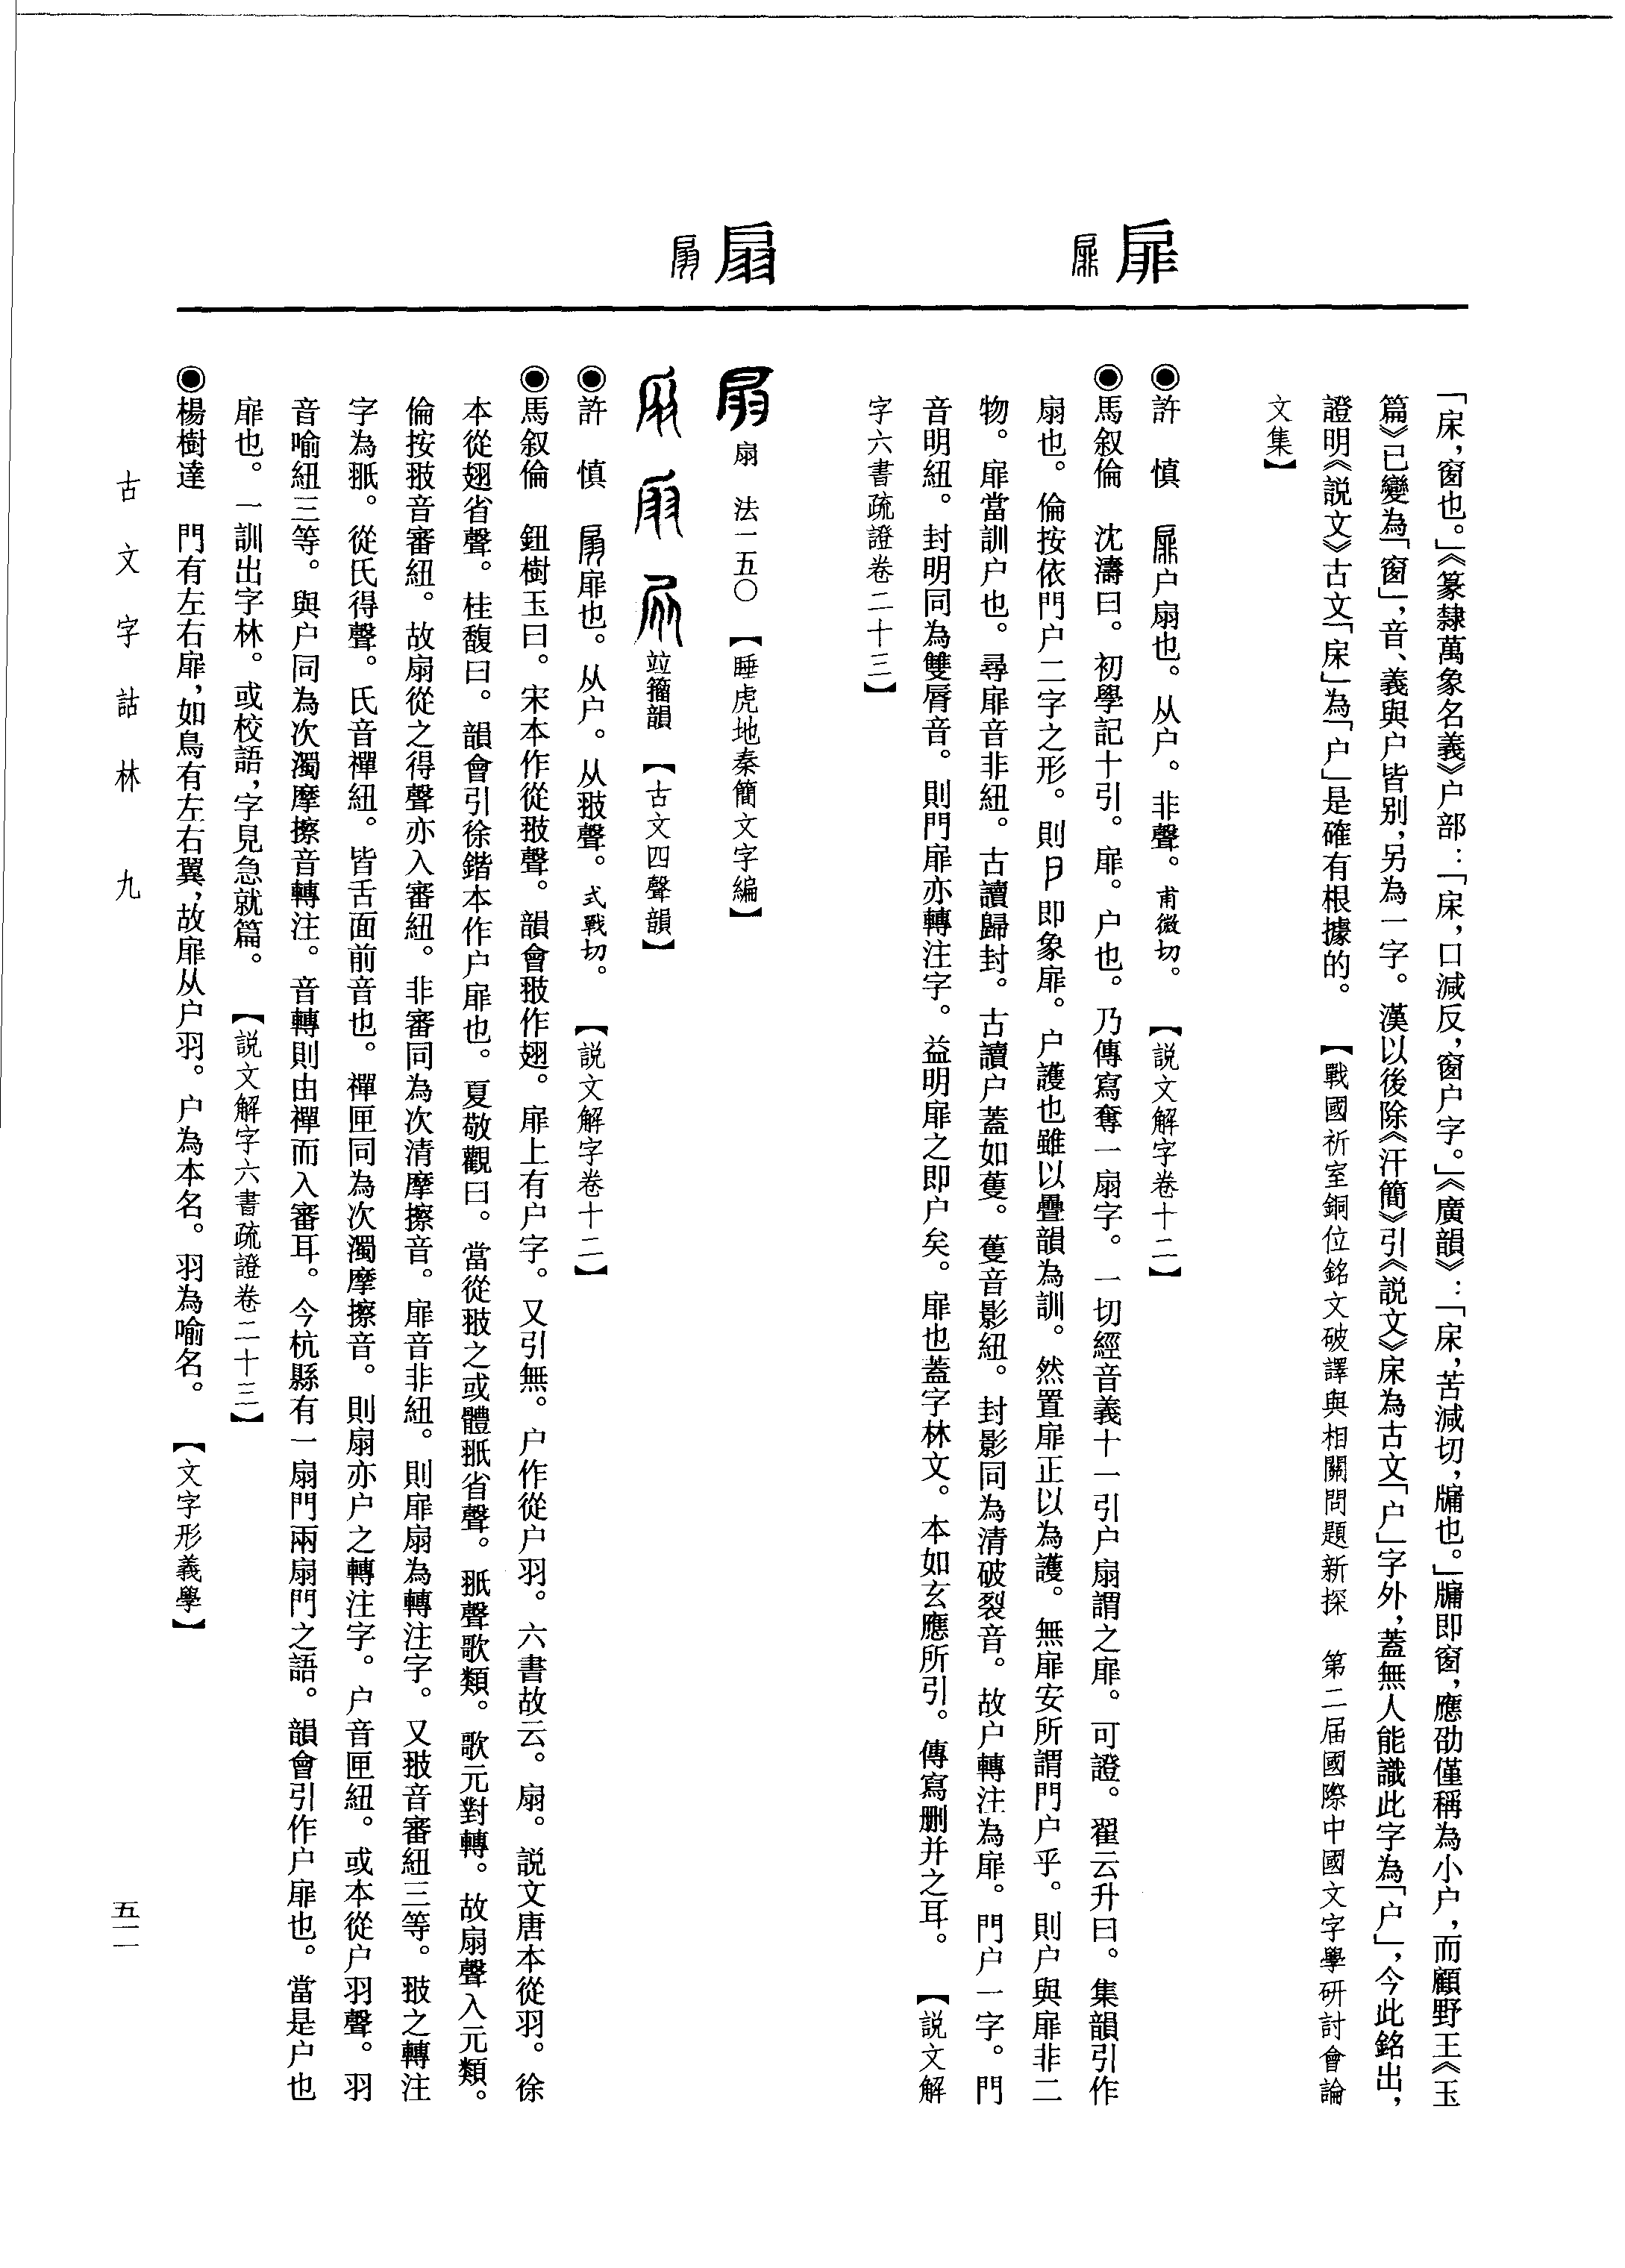 扉
扇
「㦿，窗也。」《篆隸萬象名義》户部：「㦿，口減反，窗户字。」《廣韻》：「㦿，苦減切，牖也。」牖即窗，應劭僅稱為小户，而顧野王《玉
篇》已變為「窗」，音、義與户皆别，另為一字。漢以後除《汗簡》引《説文》㦿為古文「户」字外，蓋無人能識此字為「户」，今此銘出，
證明《説文》古文「㦿」為「户」是確有根據的。　【戰國祈室銅位銘文破譯與相關問題新探　第二届國際中國文字學研討會論
文集】
◉許　慎　户扇也。从户。非聲。甫微切。　【説文解字卷十二】
◉馬叙倫　沈濤曰。初學記十引。扉。户也。乃傳寫奪一扇字。一切經音義十一引户扇謂之扉。可證。翟云升曰。集韻引作
扇也。倫按依門户二字之形。則即象扉。户護也雖以疊韻為訓。然置扉正以為護。無扉安所謂門户乎。則户與扉非二
物。扉當訓户也。尋扉音非紐。古讀歸封。古讀户蓋如蒦。蒦音影紐。封影同為清破裂音。故户轉注為扉。門户一字。門
音明紐。封明同為雙脣音。則門扉亦轉注字。益明扉之即户矣。扉也蓋字林文。本如玄應所引。傳寫删并之耳。　【説文解
字六書疏證卷二十三】
扇　法一五〇　【睡虎地秦簡文字編】
竝籀韻　【古文四聲韻】
◉許　慎　扉也。从户。从翄聲。式戰切。　【説文解字卷十二】
◉馬叙倫　鈕樹玉曰。宋本作從翄聲。韻會翄作翅。扉上有户字。又引無。户作從户羽。六書故云。扇。説文唐本從羽。徐
本從翅省聲。桂馥曰。韻會引徐鍇本作户扉也。夏敬觀曰。當從翄之或體䍮省聲。䍮聲歌類。歌元對轉。故扇聲入元類。
倫按翄音審紐。故扇從之得聲亦入審紐。非審同為次清摩擦音。扉音非紐。則扉扇為轉注字。又翄音審紐三等。翄之轉注
字為䍮。從氏得聲。氏音禪紐。皆舌面前音也。禪匣同為次濁摩擦音。則扇亦户之轉注字。户音匣紐。或本從户羽聲。羽
音喻紐三等。與户同為次濁摩擦音轉注。音轉則由禪而入審耳。今杭縣有一扇門兩扇門之語。韻會引作户扉也。當是户也
扉也。一訓出字林。或校語，字見急就篇。　【説文解字六書疏證卷二十三】
◉楊樹達　門有左右扉，如鳥有左右翼，故扉从户羽。户為本名。羽為喻名。　【文字形義學】
古文字詁林　九
五一一